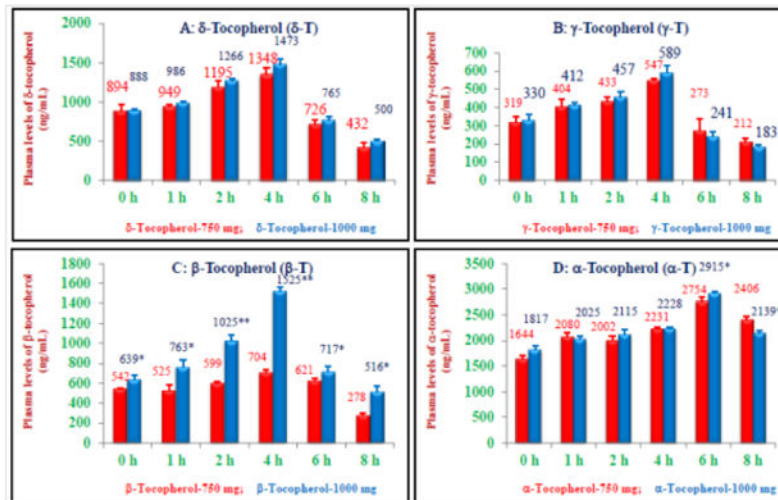 A: δ-Tocopherol (δ-T)
Plasma levels of δ-tocopherol
(ng/mL)
2000
1500
1000
500
0
894 888
949 986
1195 1266
1348 1473
726 765
432 500
0 h 1 h 2 h 4 h 6 h 8 h
δ-Tocopherol-750 mg; δ-Tocopherol-1000 mg
B: γ-Tocopherol (γ-T)
Plasma levels of γ-tocopherol
(ng/mL)
700
600
500
400
300
200
100
0
319 330
404 412
433 457
547 589
273 241
212 183
0 h 1 h 2 h 4 h 6 h 8 h
γ-Tocopherol-750 mg; γ-Tocopherol-1000 mg
C: β-Tocopherol (β-T)
Plasma levels of β-tocopherol
(ng/mL)
1800
1600
1400
1200
1000
800
600
400
200
0
542 639*
525 763*
599 1025**
704 1525**
621 717*
278 516*
0 h 1 h 2 h 4 h 6 h 8 h
β-Tocopherol-750 mg; β-Tocopherol-1000 mg
D: α-Tocopherol (α-T)
Plasma levels of α-tocopherol
(ng/mL)
3500
3000
2500
2000
1500
1000
500
0
1644 1817
2080 2025
2002 2115
2231 2228
2754 2915*
2406 2139*
0 h 1 h 2 h 4 h 6 h 8 h
α-Tocopherol-750 mg; α-Tocopherol-1000 mg